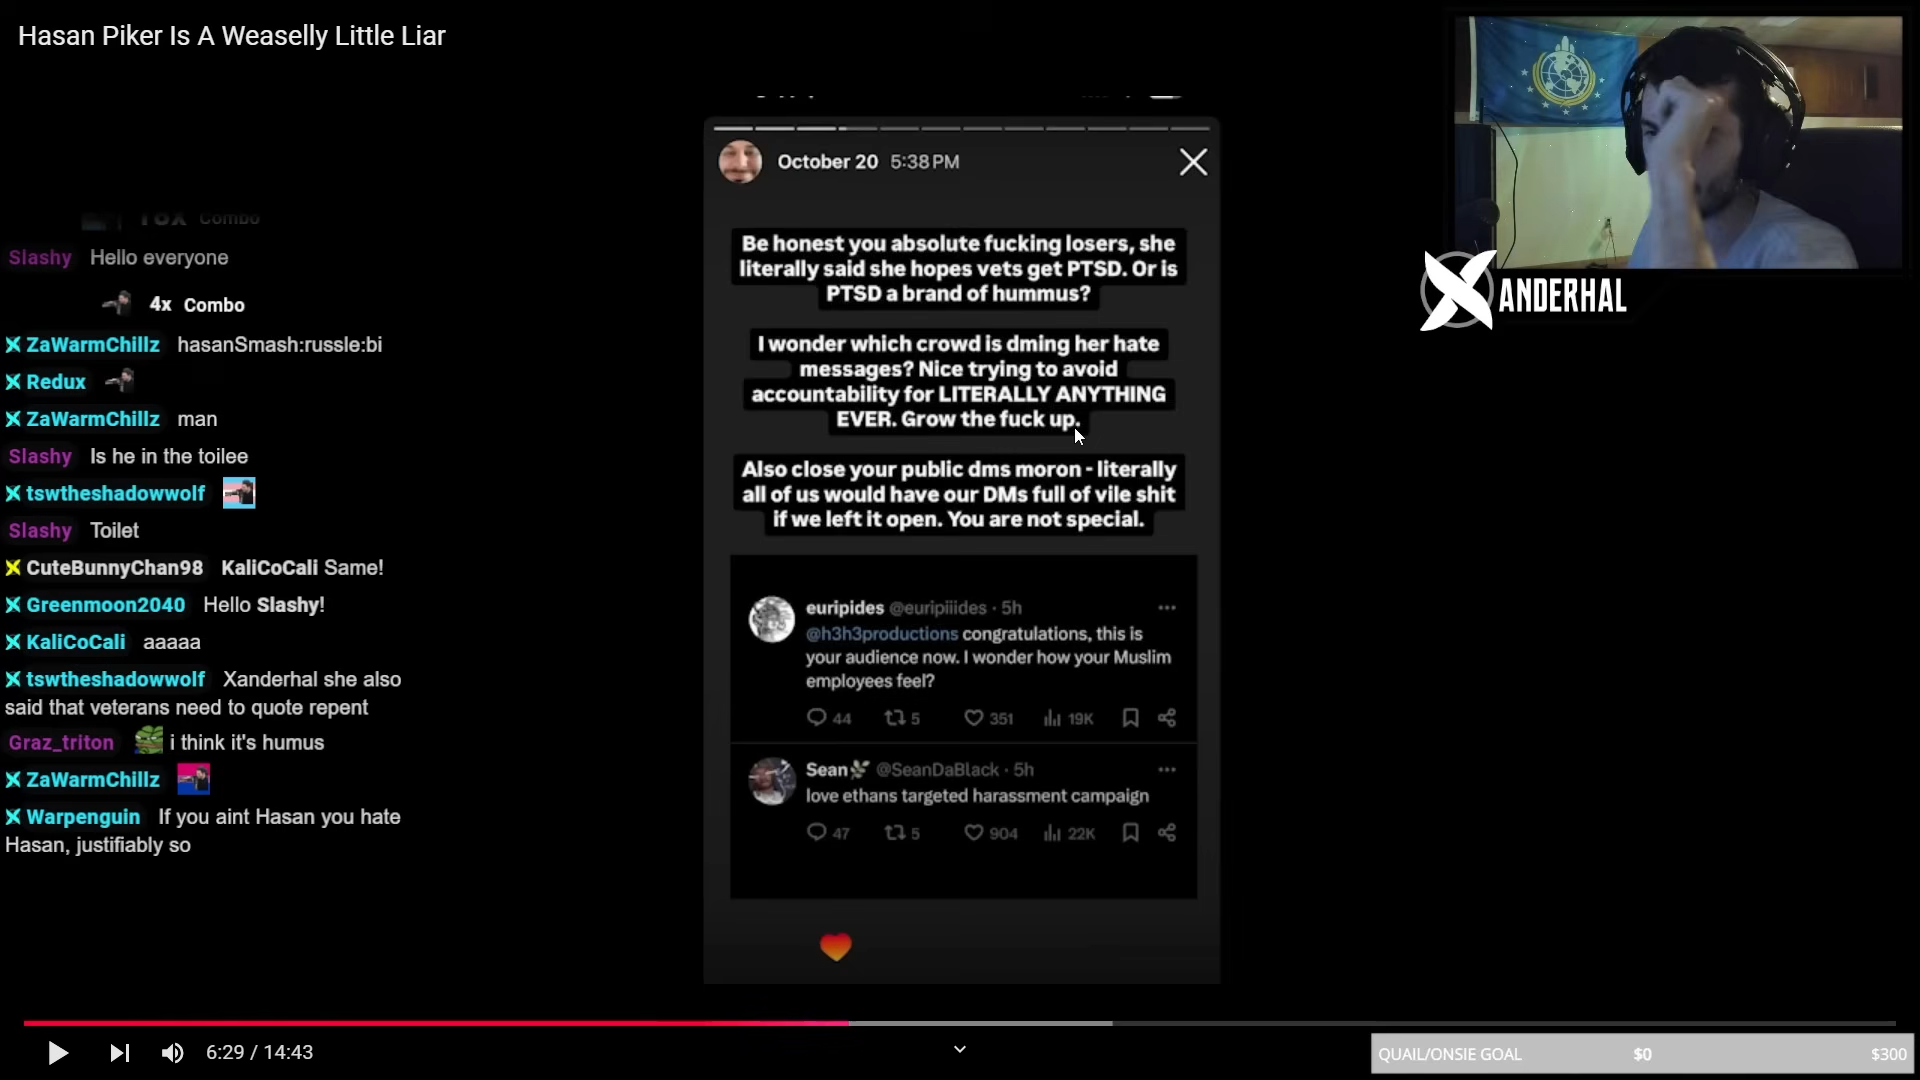 Hasan Piker Is A Weaselly Little Liar
Combo
Slashy Hello everyone
4x Combo
ZaWarmChillz hasanSmash:russle:bi
Redux
ZaWarmChillz man
Slashy Is he in the toilee
tswtheshadowwolf
Slashy Toilet
CuteBunnyChan98 KaliCoCali Same!
Greenmoon2040 Hello Slashy!
KaliCoCali aaaaa
tswtheshadowwolf Xanderhal she also
said that veterans need to quote repent
Graz_triton i think it's humus
ZaWarmChillz
Warpenguin If you aint Hasan you hate
Hasan, justifiably so
October 20 5:38 PM
Be honest you absolute fucking losers, she
literally said she hopes vets get PTSD. Or is
PTSD a brand of hummus?
I wonder which crowd is dming her hate
messages? Nice trying to avoid
accountability for LITERALLY ANYTHING
EVER. Grow the fuck up.
Also close your public dms moron - literally
all of us would have our DMs full of vile shit
if we left it open. You are not special.
euripides @euripiiides · 5h
@h3h3productions congratulations, this is
your audience now. I wonder how your Muslim
employees feel?
44 5 351 19K
Sean @SeanDaBlack · 5h
love ethans targeted harassment campaign
47 5 904 22K
XANDERHAL
6:29 / 14:43
QUAIL/ONSIE GOAL $0 $300